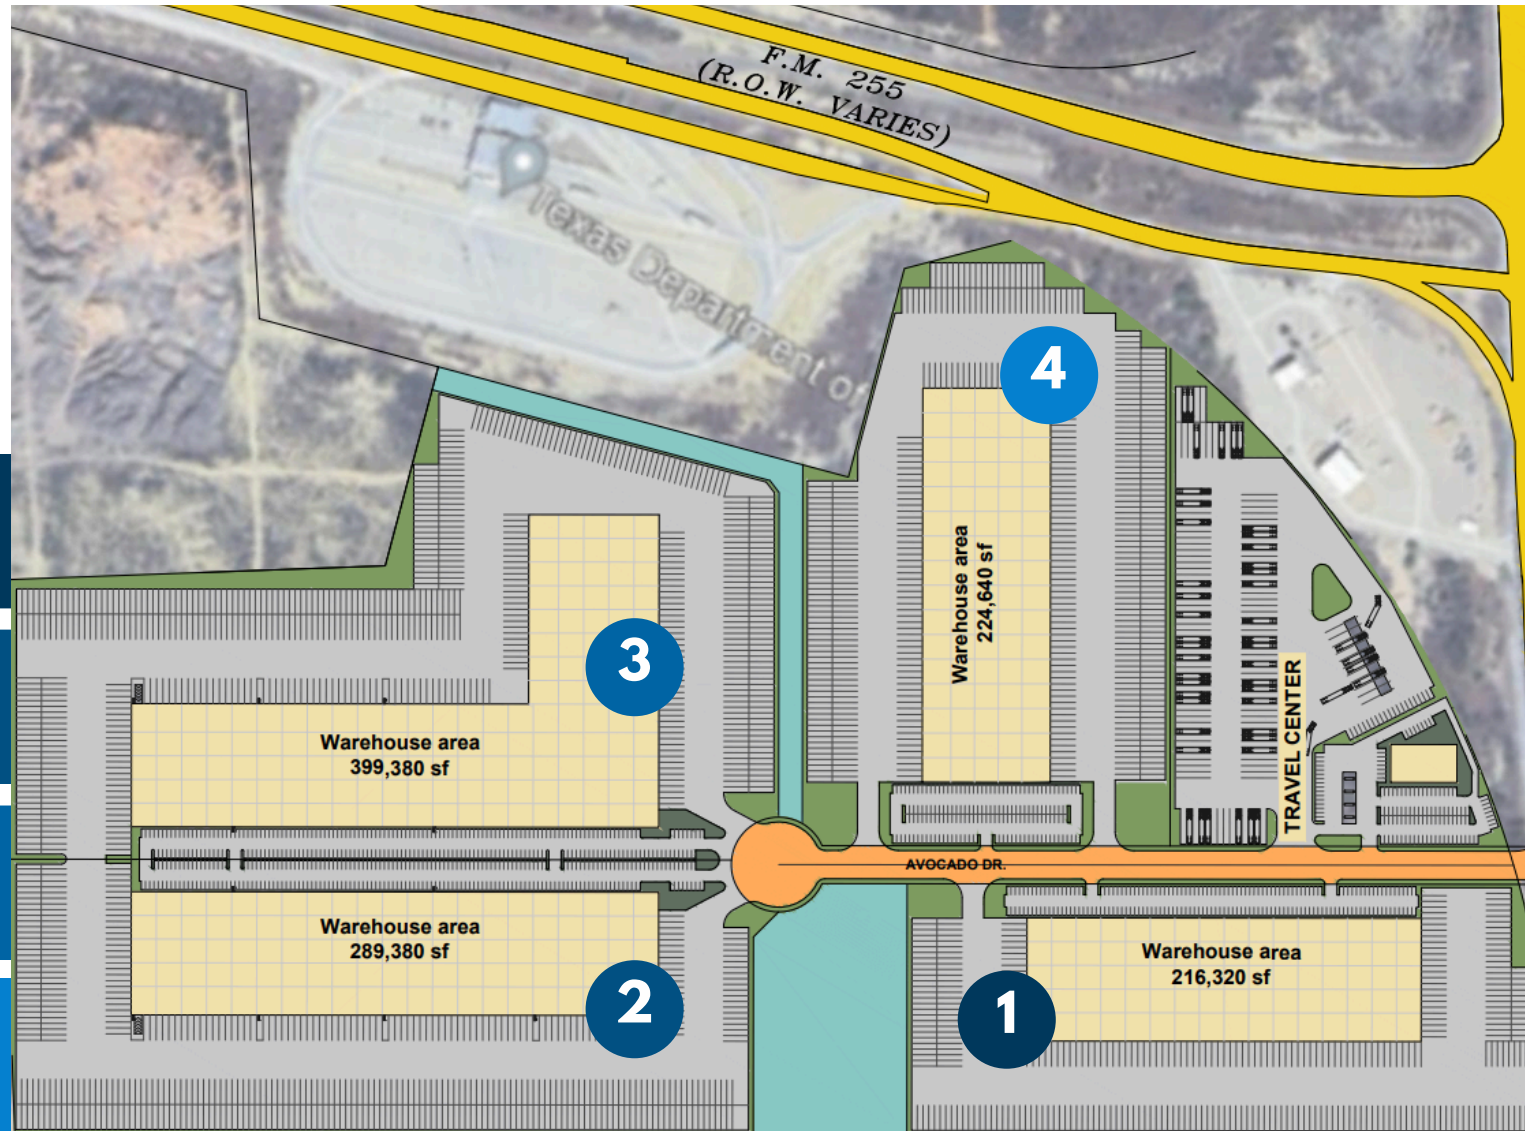 F.M. 255
(R.O.W. VARIES)
Texas Department of
4
Warehouse area
224,640 sf
3
TRAVEL CENTER
Warehouse area
399,380 sf
AVOCADO DR.
Warehouse area
289,380 sf
2
Warehouse area
216,320 sf
1